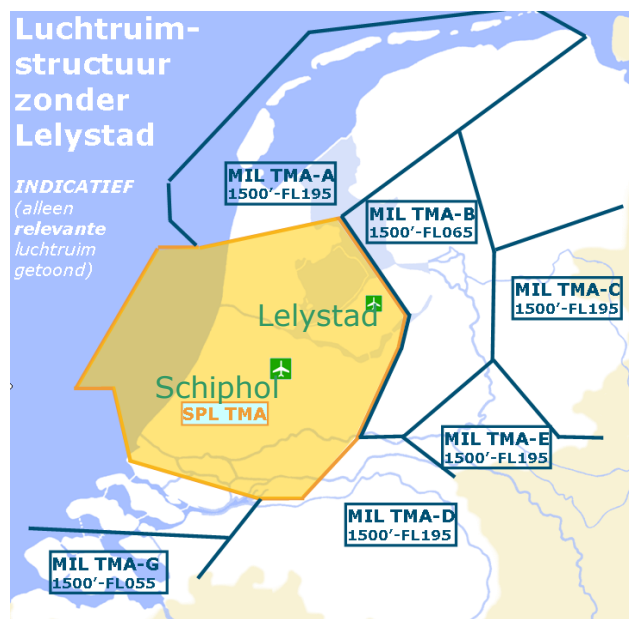 Luchtruim-
structuur
zonder
Lelystad
INDICATIEF
(alleen
relevante
luchtruim
getoond)
MIL TMA-A
1500’-FL195
MIL TMA-B
1500’-FL065
MIL TMA-C
1500’-FL195
Lelystad
Schiphol
SPL TMA
MIL TMA-E
1500’-FL195
MIL TMA-D
1500’-FL195
MIL TMA-G
1500’-FL055